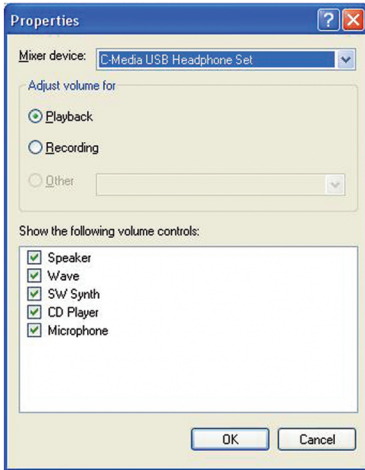 Properties
Mixer device: C-Media USB Headphone Set
Adjust volume for
Playback
Recording
Other
Show the following volume controls:
Speaker
Wave
SW Synth
CD Player
Microphone
OK Cancel